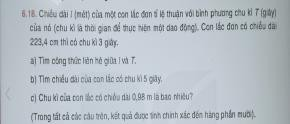 6.18. Chiều dài l (mét) của một con lắc đơn tỉ lệ thuận với bình phương chu kì T (giây)
của nó (chu kì là thời gian để thực hiện một dao động). Con lắc đơn có chiều dài
223,4 cm thì có chu kì 3 giây.
a) Tìm công thức liên hệ giữa l và T.
b) Tìm chiều dài của con lắc có chu kì 5 giây.
c) Chu kì của con lắc có chiều dài 0,98 m là bao nhiêu?
(Trong tất cả các câu trên, kết quả được tính chính xác đến hàng phần mười).